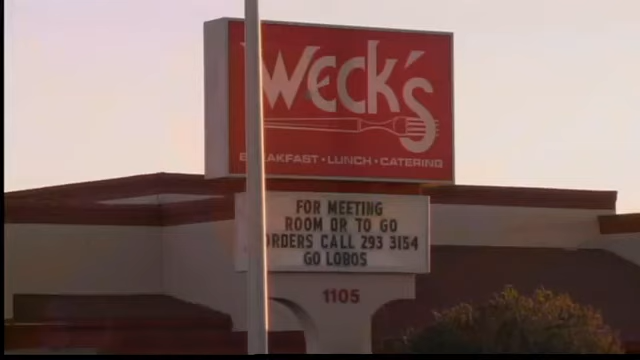 WECK'S
BREAKFAST • LUNCH • CATERING
FOR MEETING
ROOM OR TO GO
ORDERS CALL 293 3154
GO LOBOS
1105